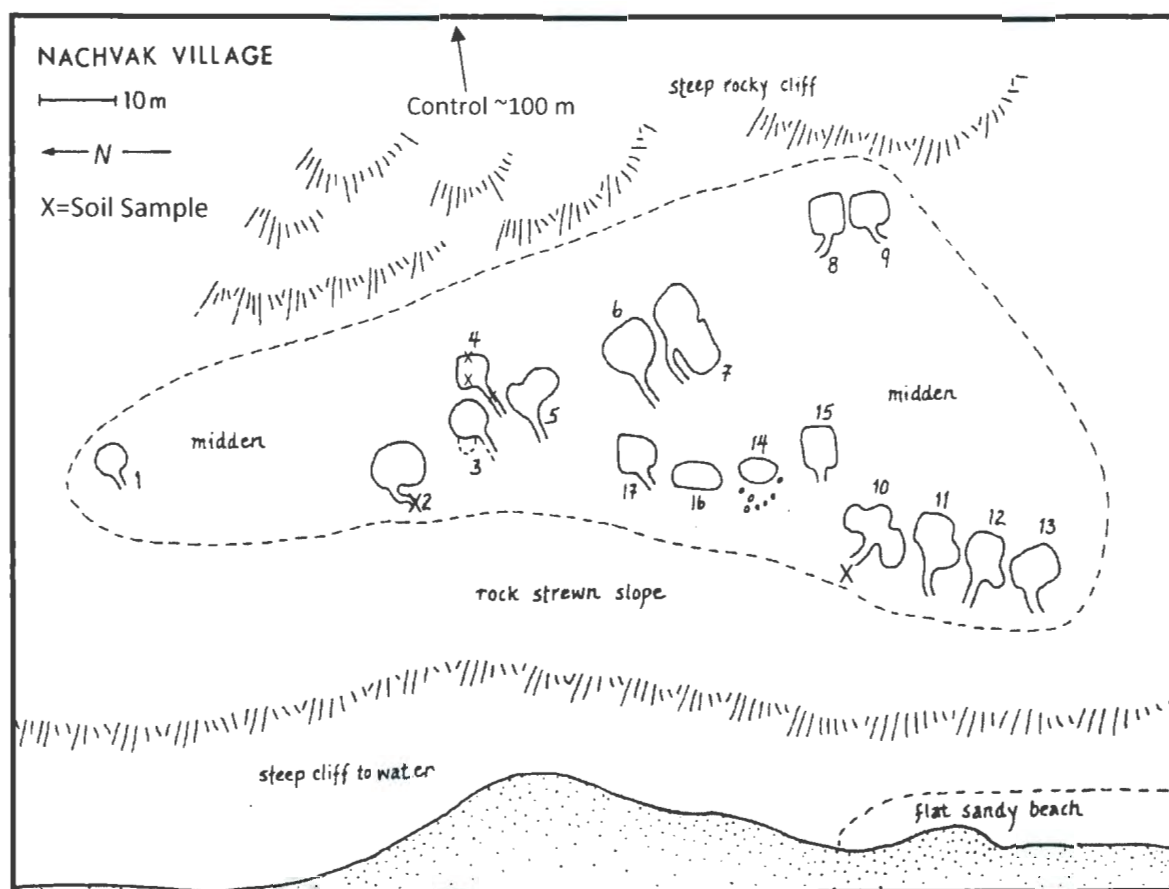 NACHVAK VILLAGE
10m
N
X=Soil Sample
Control ~100 m
steep rocky cliff
8
9
6
7
4
x
x
x
5
3
midden
midden
1
X2
15
14
17
16
10
11
12
13
X
rock strewn slope
steep cliff to water
flat sandy beach